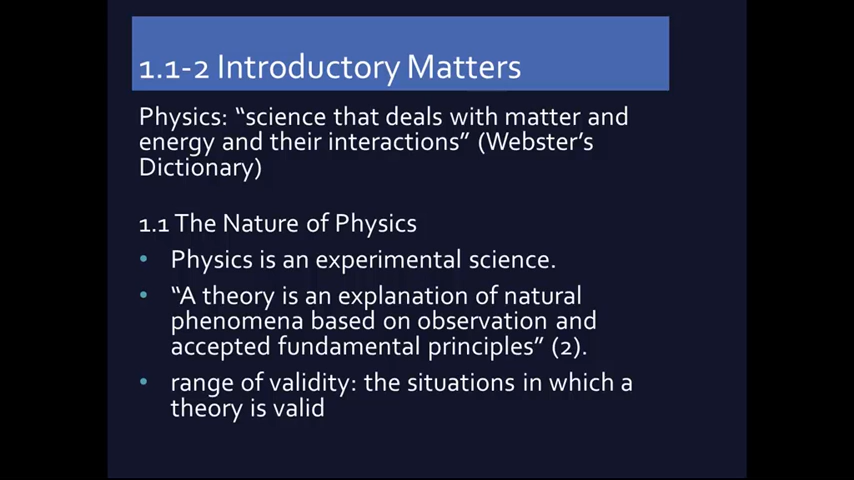 1.1-2 Introductory Matters
Physics: “science that deals with matter and
energy and their interactions” (Webster’s
Dictionary)
1.1 The Nature of Physics
• Physics is an experimental science.
• “A theory is an explanation of natural
phenomena based on observation and
accepted fundamental principles” (2).
• range of validity: the situations in which a
theory is valid